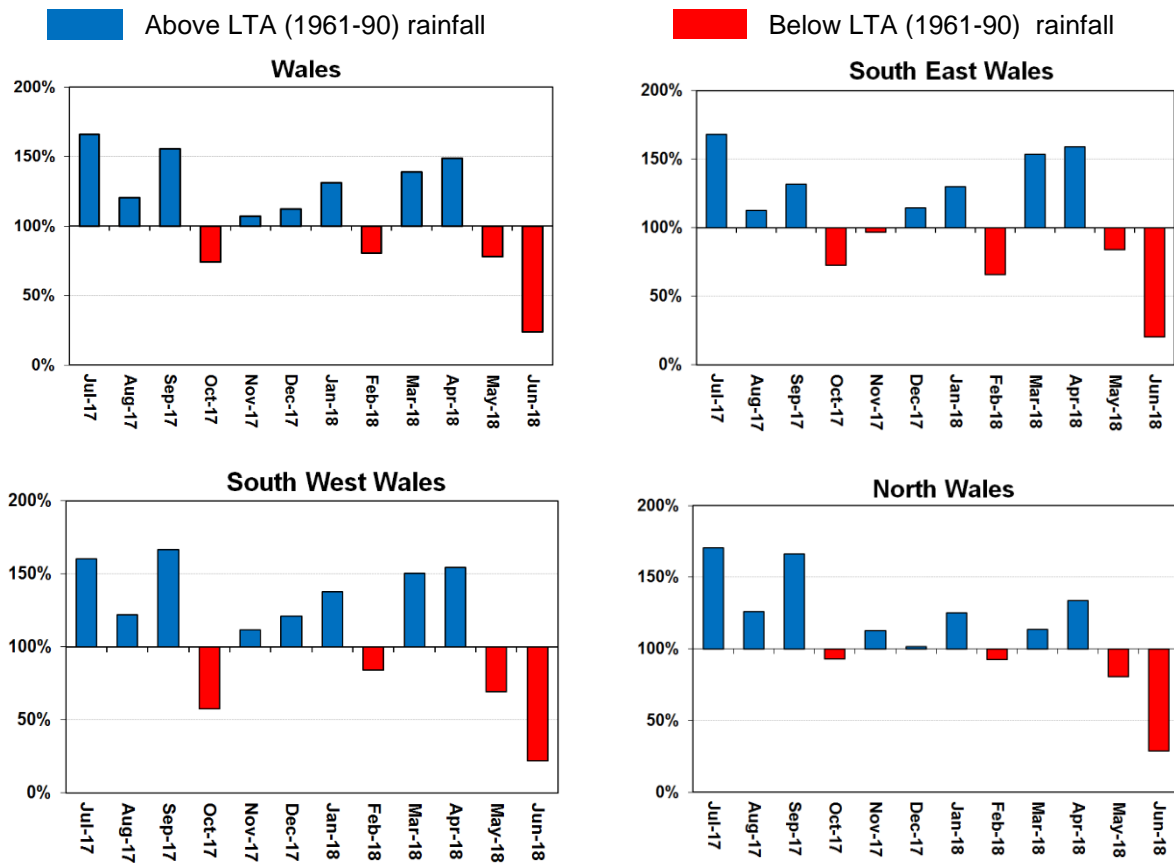 Above LTA (1961-90) rainfall
Below LTA (1961-90) rainfall
Wales
200%
150%
100%
50%
0%
Jul-17
Aug-17
Sep-17
Oct-17
Nov-17
Dec-17
Jan-18
Feb-18
Mar-18
Apr-18
May-18
Jun-18
South East Wales
200%
150%
100%
50%
0%
Jul-17
Aug-17
Sep-17
Oct-17
Nov-17
Dec-17
Jan-18
Feb-18
Mar-18
Apr-18
May-18
Jun-18
South West Wales
200%
150%
100%
50%
0%
Jul-17
Aug-17
Sep-17
Oct-17
Nov-17
Dec-17
Jan-18
Feb-18
Mar-18
Apr-18
May-18
Jun-18
North Wales
200%
150%
100%
50%
0%
Jul-17
Aug-17
Sep-17
Oct-17
Nov-17
Dec-17
Jan-18
Feb-18
Mar-18
Apr-18
May-18
Jun-18